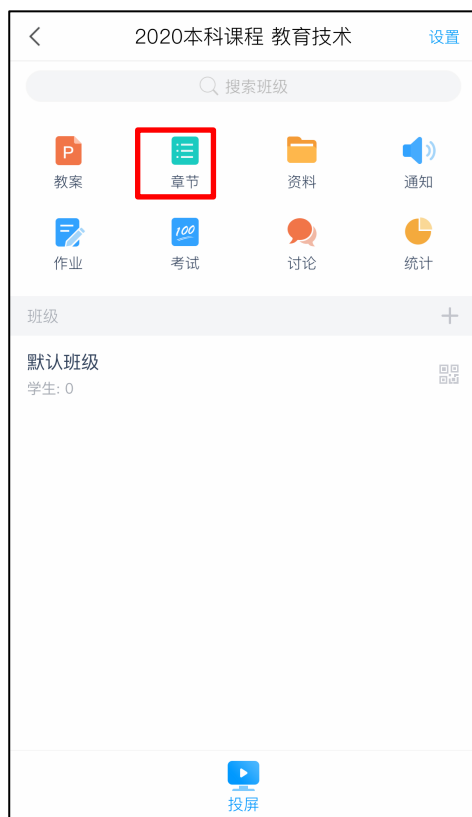 2020本科课程 教育技术 设置
搜索班级
P
教案 章节 资料 通知
100
作业 考试 讨论 统计
班级
默认班级
学生: 0
投屏